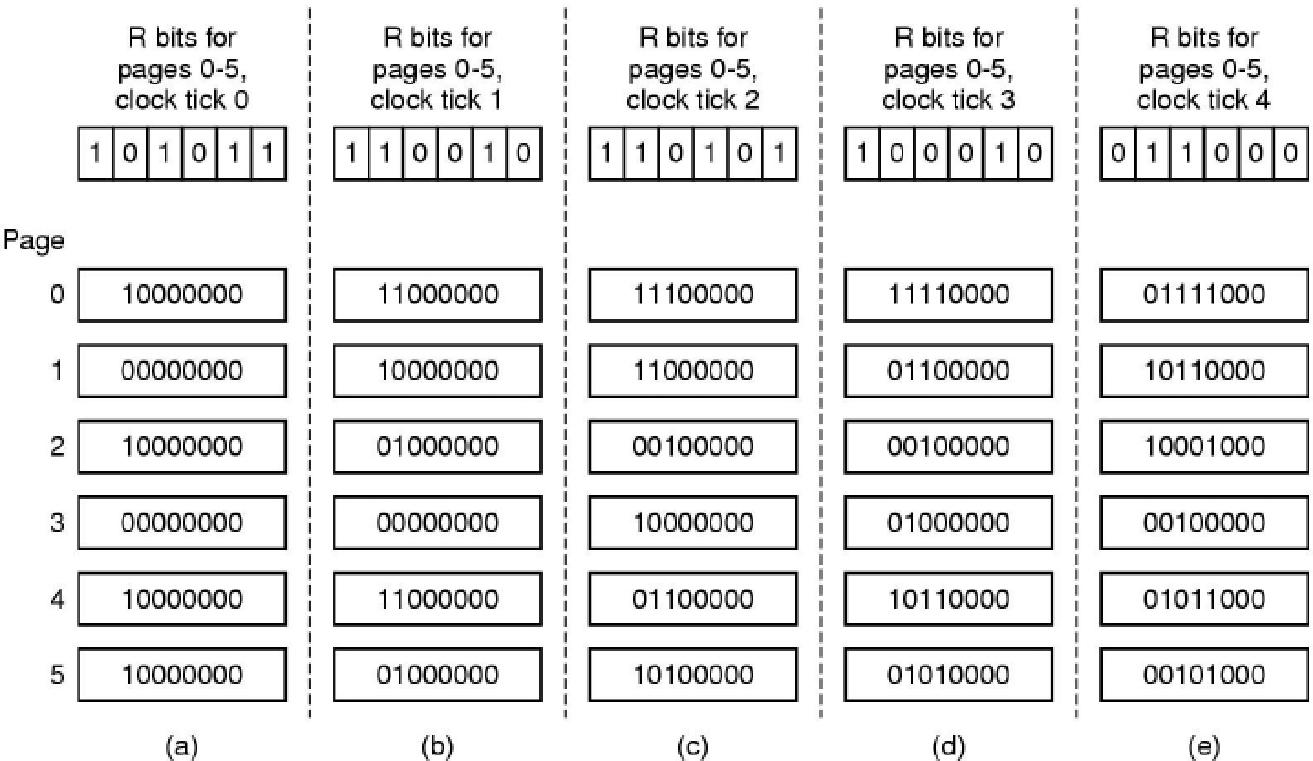 R bits for pages 0-5, clock tick 0
R bits for pages 0-5, clock tick 1
R bits for pages 0-5, clock tick 2
R bits for pages 0-5, clock tick 3
R bits for pages 0-5, clock tick 4
1 0 1 0 1 1
1 1 0 0 1 0
1 1 0 1 0 1
1 0 0 0 1 0
0 1 1 0 0 0
Page
0 10000000 11000000 11100000 11110000 01111000
1 00000000 10000000 11000000 01100000 10110000
2 10000000 01000000 00100000 00100000 10001000
3 00000000 00000000 10000000 01000000 00100000
4 10000000 11000000 01100000 10110000 01011000
5 10000000 01000000 10100000 01010000 00101000
(a) (b) (c) (d) (e)